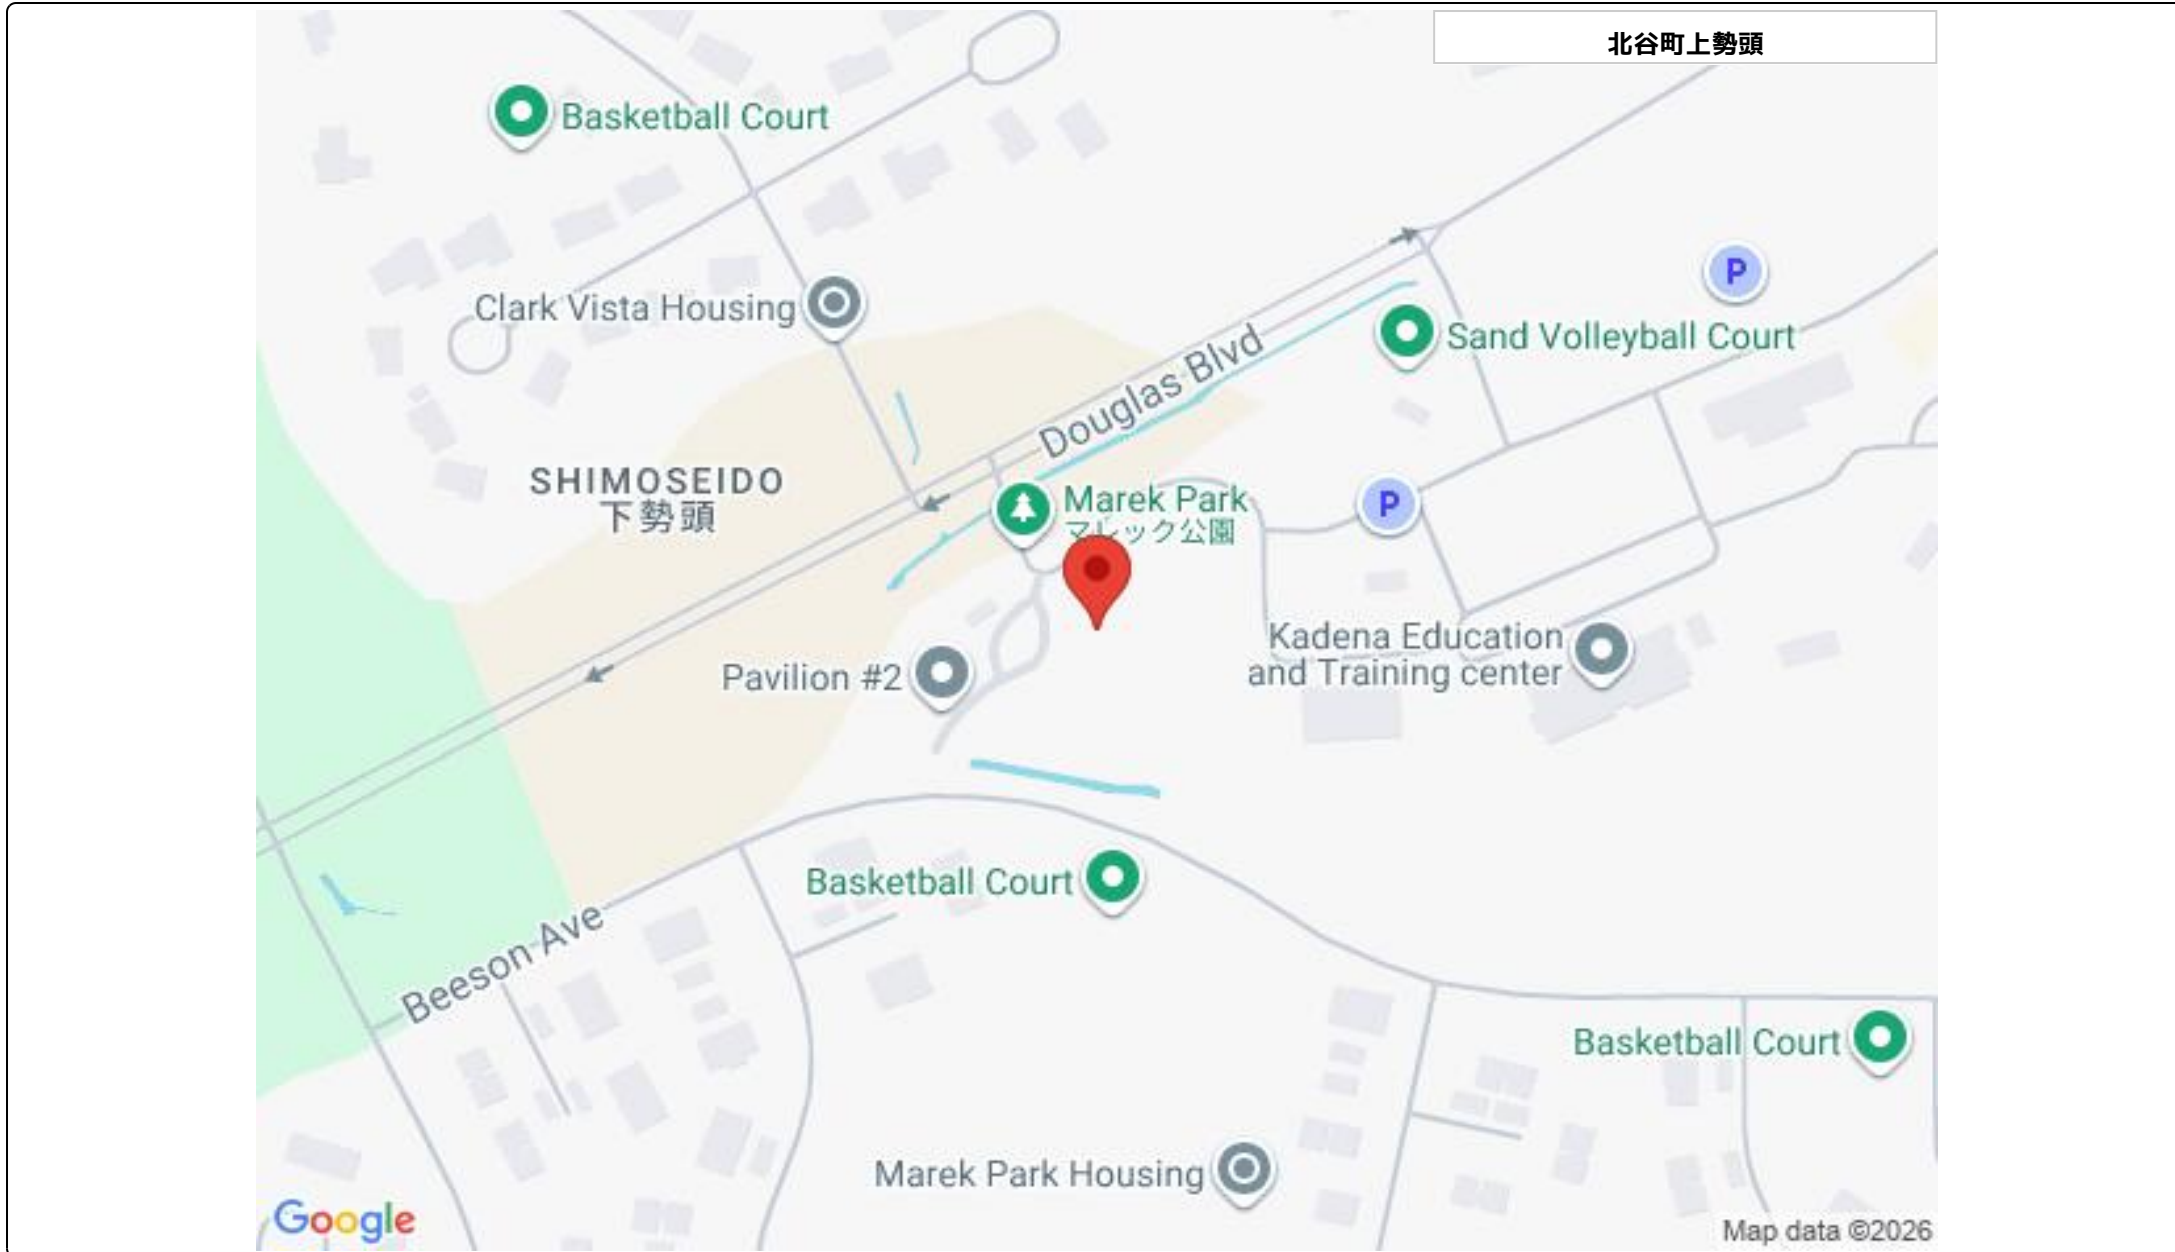 北谷町上勢頭
Basketball Court
P
Clark Vista Housing
Sand Volleyball Court
Douglas Blvd
SHIMOSEIDO
下勢頭
Marek Park
マレック公園
P
Kadena Education
and Training center
Pavilion #2
Basketball Court
Beeson Ave
Basketball Court
Marek Park Housing
Google
Map data ©2026